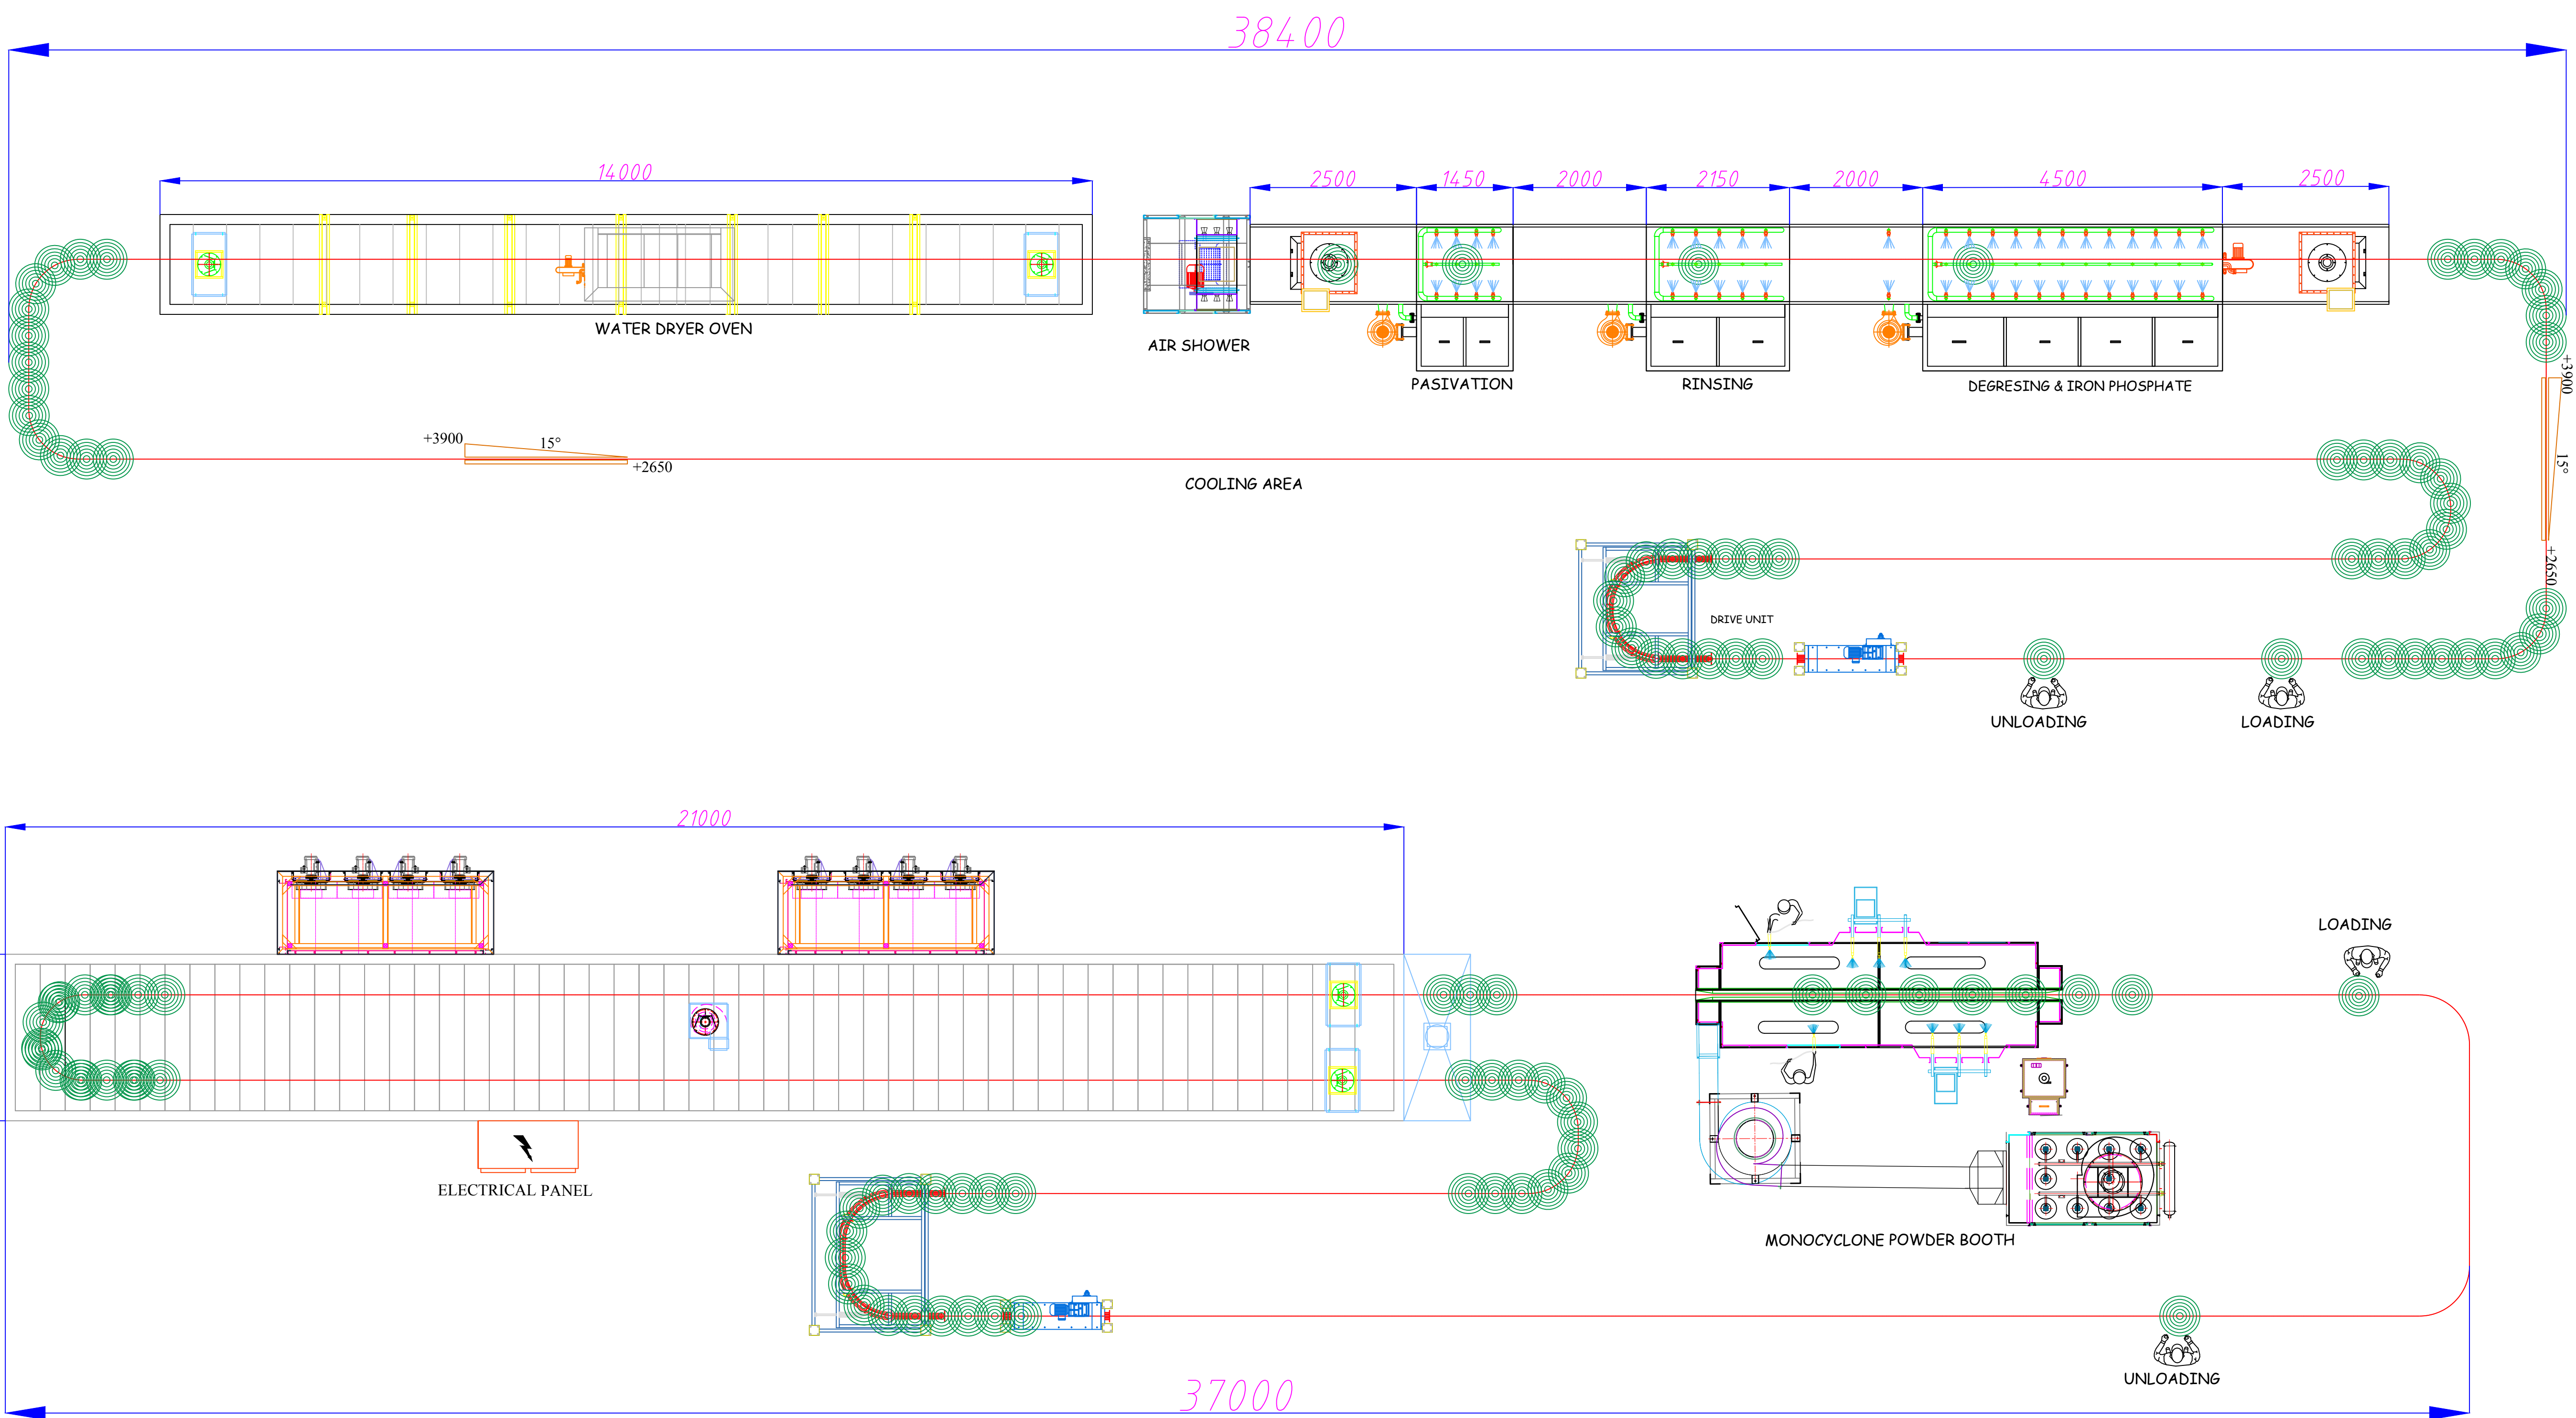 38400
14000
2500
1450
2000
2150
2000
4500
2500
WATER DRYER OVEN
AIR SHOWER
PASIVATION
RINSING
DEGRESING & IRON PHOSPHATE
+3900
15°
+2650
+3900
15°
+2650
COOLING AREA
DRIVE UNIT
UNLOADING
LOADING
21000
LOADING
ELECTRICAL PANEL
MONOCYCLONE POWDER BOOTH
UNLOADING
37000